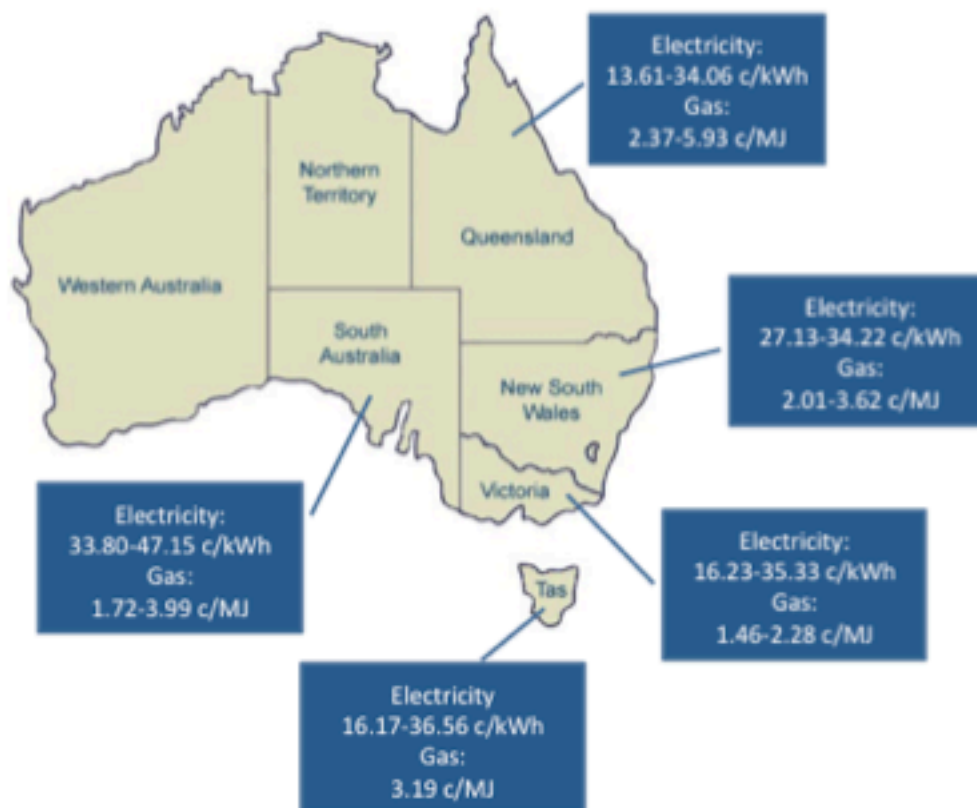 Electricity:
13.61-34.06 c/kWh
Gas:
2.37-5.93 c/MJ
Northern
Territory
Queensland
Western Australia
South
Australia
Electricity:
27.13-34.22 c/kWh
Gas:
2.01-3.62 c/MJ
New South
Wales
Victoria
Electricity:
33.80-47.15 c/kWh
Gas:
1.72-3.99 c/MJ
Electricity:
16.23-35.33 c/kWh
Gas:
1.46-2.28 c/MJ
Tas
Electricity
16.17-36.56 c/kWh
Gas:
3.19 c/MJ